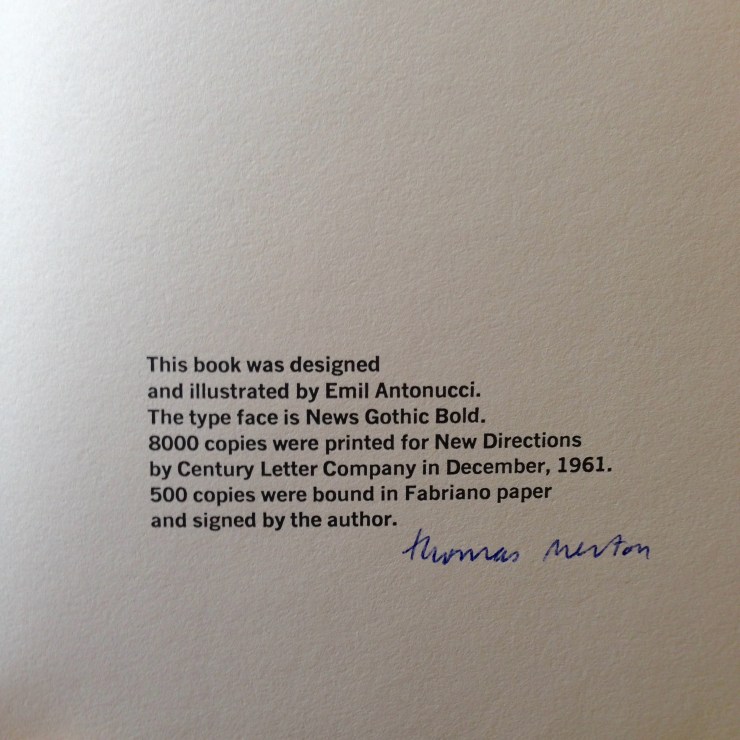 This book was designed
and illustrated by Emil Antonucci.
The type face is News Gothic Bold.
8000 copies were printed for New Directions
by Century Letter Company in December, 1961.
500 copies were bound in Fabriano paper
and signed by the author.
thomas merton